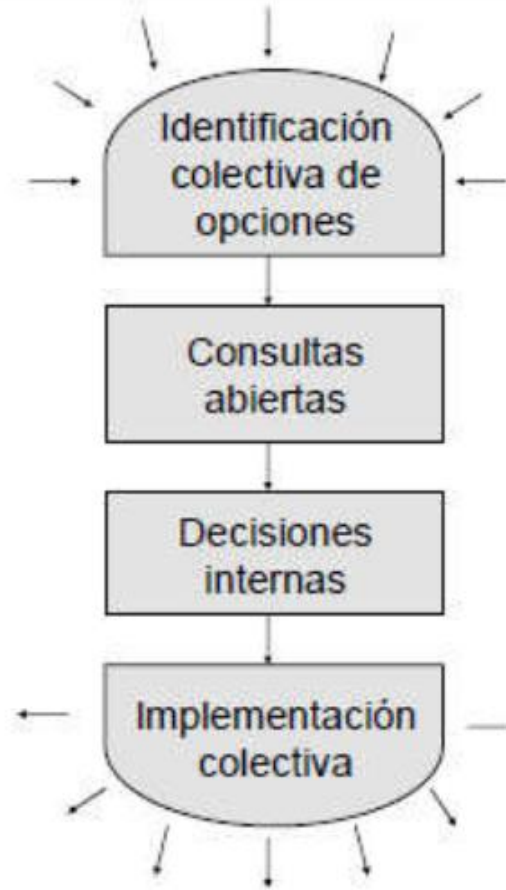 Identificación
colectiva de
opciones
Consultas
abiertas
Decisiones
internas
Implementación
colectiva